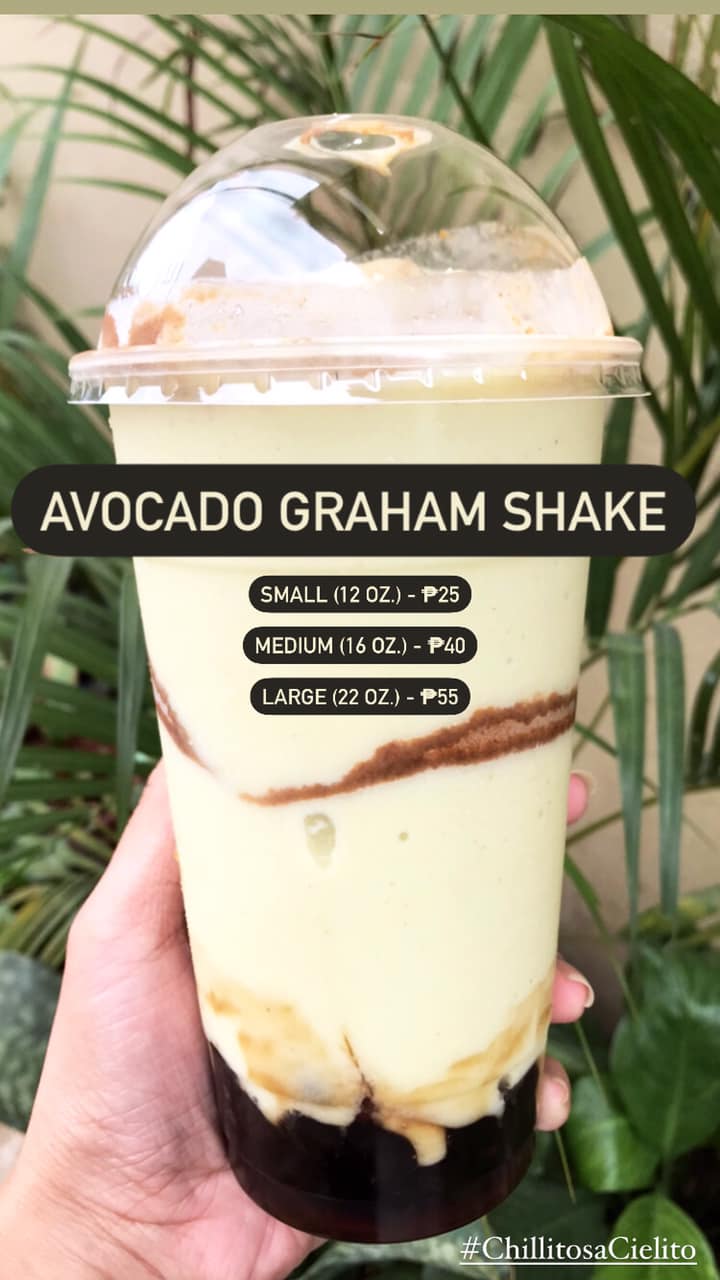 AVOCADO GRAHAM SHAKE
SMALL (12 OZ.) - ₱25
MEDIUM (16 OZ.) - ₱40
LARGE (22 OZ.) - ₱55
#ChillitosaCielito